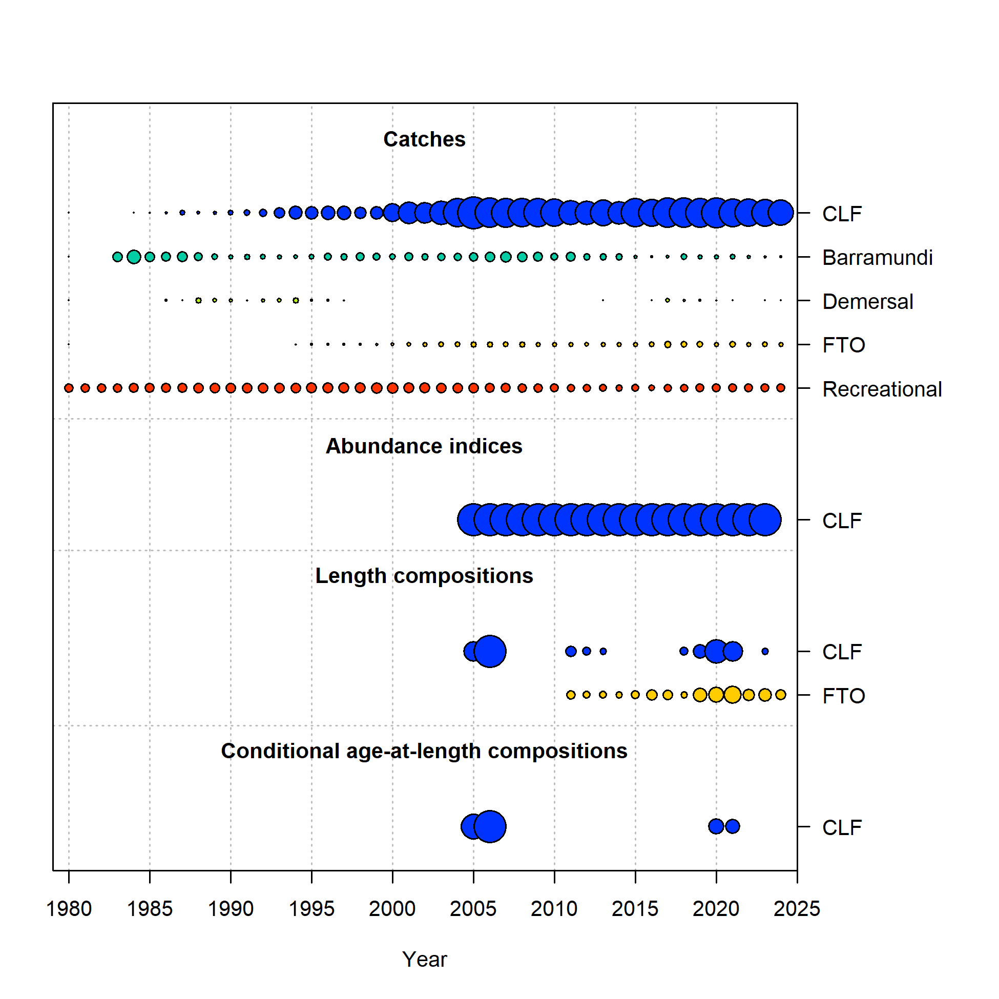 Catches
CLF
Barramundi
Demersal
FTO
Recreational
Abundance indices
CLF
Length compositions
CLF
FTO
Conditional age-at-length compositions
CLF
1980 1985 1990 1995 2000 2005 2010 2015 2020 2025
Year